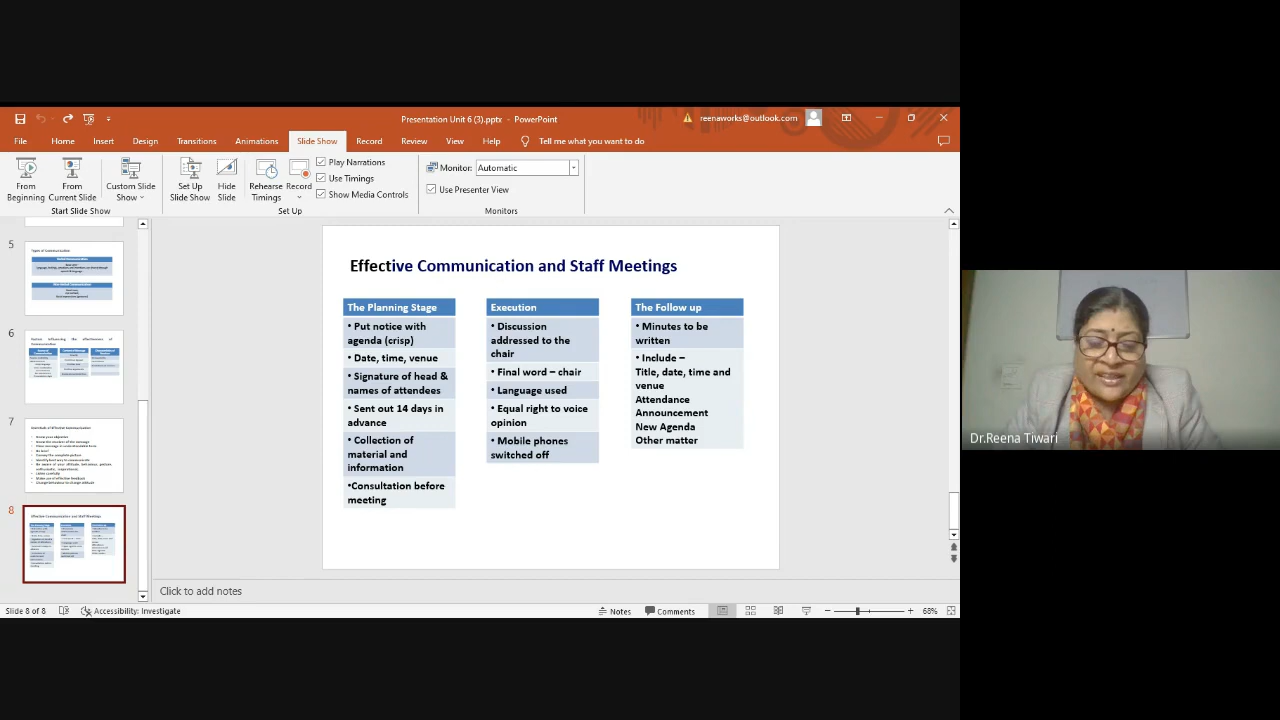 Presentation Unit 6 (3).pptx - PowerPoint
reenaworks@outlook.com
File Home Insert Design Transitions Animations Slide Show Record Review View Help Tell me what you want to do
From Beginning
From Current Slide
Custom Slide Show
Set Up Slide Show
Hide Slide
Rehearse Timings
Record
Play Narrations
Use Timings
Show Media Controls
Monitor: Automatic
Use Presenter View
Start Slide Show
Set Up
Monitors
5
6
7
8
Effective Communication and Staff Meetings
The Planning Stage
• Put notice with
agenda (crisp)
• Date, time, venue
• Signature of head &
names of attendees
• Sent out 14 days in
advance
• Collection of
material and
information
•Consultation before
meeting
Execution
• Discussion
addressed to the
chair
• Final word – chair
• Language used
• Equal right to voice
opinion
• Mobile phones
switched off
The Follow up
• Minutes to be
written
• Include –
Title, date, time and
venue
Attendance
Announcement
New Agenda
Other matter
Dr.Reena Tiwari
Click to add notes
Slide 8 of 8
Accessibility: Investigate
Notes
Comments
68%